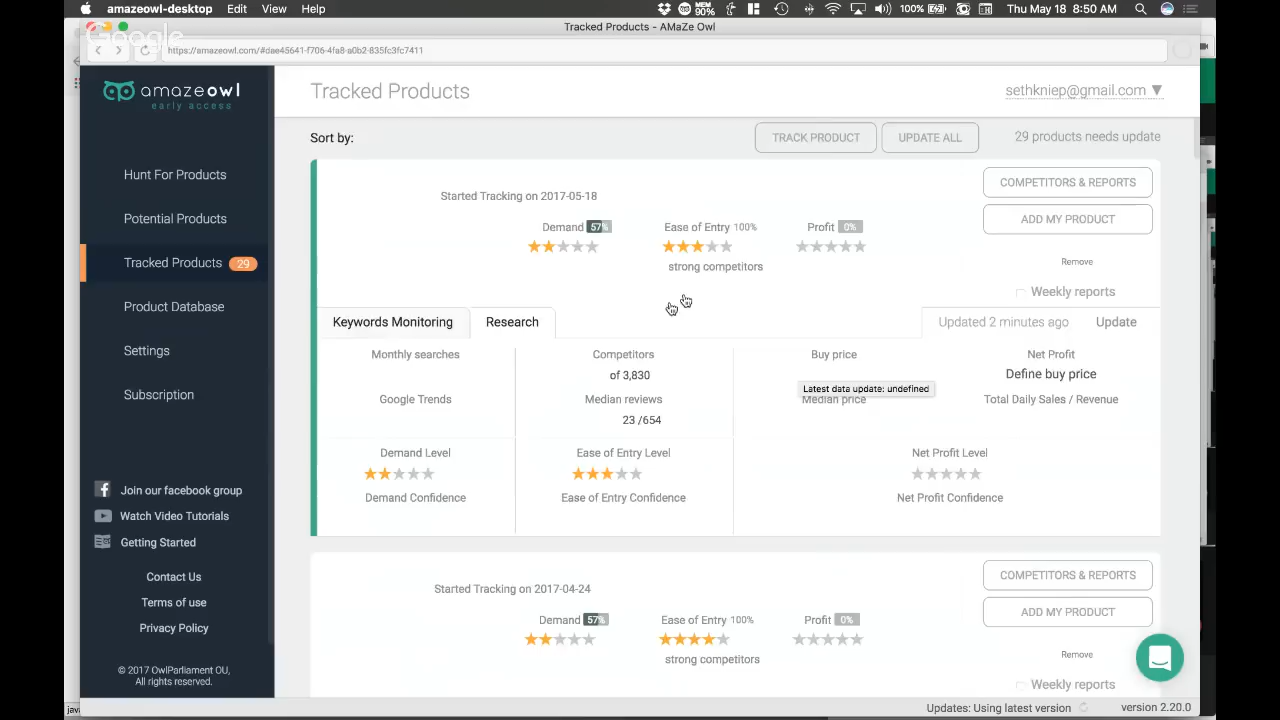 amazeowl-desktop Edit View Help
100%
Thu May 18 8:50 AM
Tracked Products - AMaZe Owl
Google
https://amazeowl.com/#dae45641-f706-4fa8-a0b2-835fc3fc7411
amazeowl
early access
Tracked Products
sethkniep@gmail.com ▼
Sort by:
TRACK PRODUCT
UPDATE ALL
29 products needs update
Hunt For Products
Potential Products
Tracked Products 29
Product Database
Settings
Subscription
Join our facebook group
Watch Video Tutorials
Getting Started
Contact Us
Terms of use
Privacy Policy
© 2017 OwlParliament OU,
All rights reserved.
Started Tracking on 2017-05-18
COMPETITORS & REPORTS
ADD MY PRODUCT
Demand 57%
Ease of Entry 100%
Profit 0%
strong competitors
Remove
Weekly reports
Keywords Monitoring
Research
Updated 2 minutes ago
Update
Monthly searches
Competitors
Buy price
Net Profit
of 3,830
Define buy price
Latest data update: undefined
Google Trends
Median reviews
Median price
Total Daily Sales / Revenue
23 /654
Demand Level
Ease of Entry Level
Net Profit Level
Demand Confidence
Ease of Entry Confidence
Net Profit Confidence
Started Tracking on 2017-04-24
COMPETITORS & REPORTS
ADD MY PRODUCT
Demand 57%
Ease of Entry 100%
Profit 0%
strong competitors
Remove
Weekly reports
Updates: Using latest version
version 2.20.0